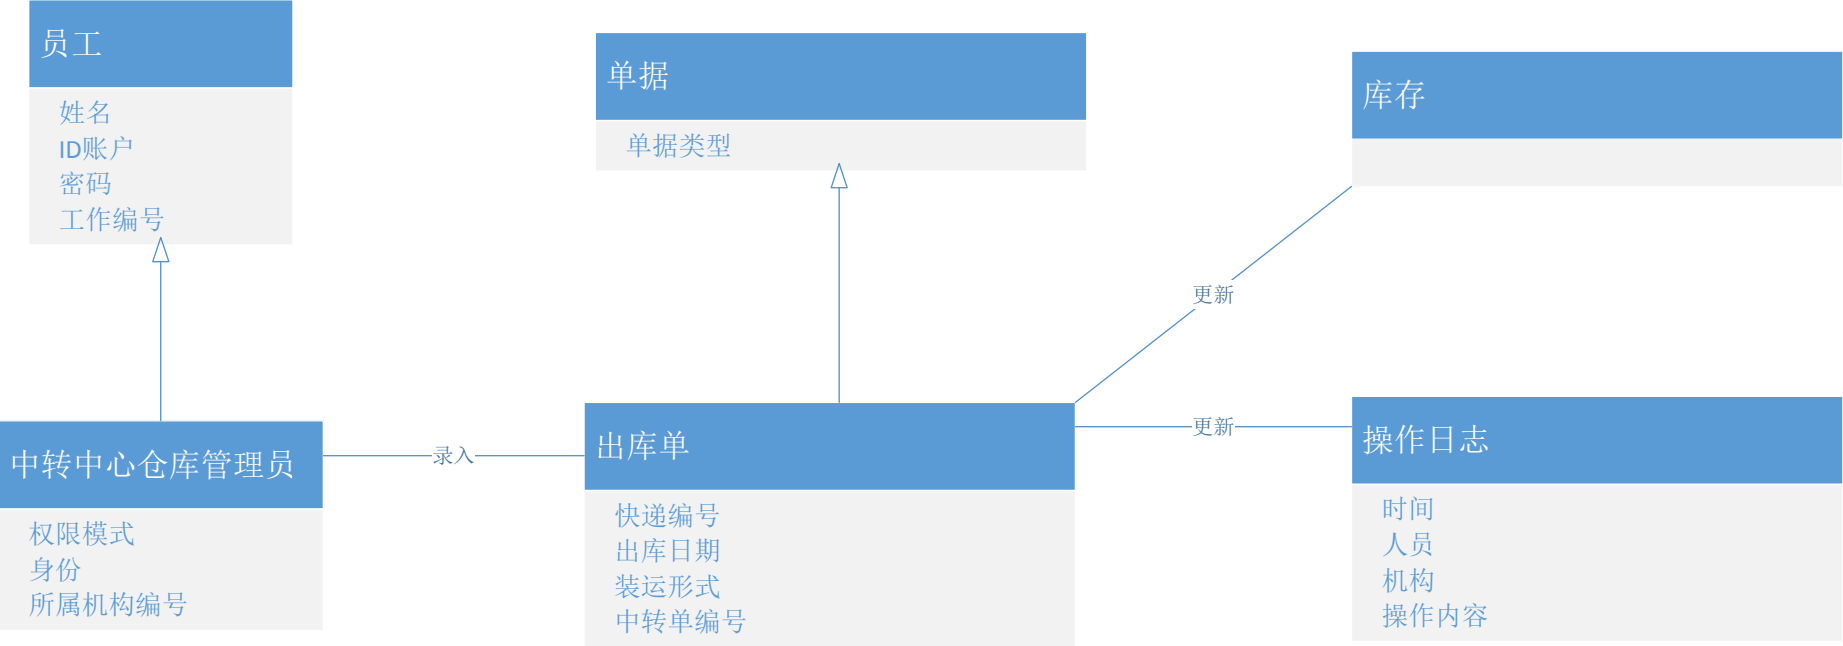 员工
姓名
ID账户
密码
工作编号
单据
单据类型
库存
更新
中转中心仓库管理员
权限模式
身份
所属机构编号
录入
出库单
快递编号
出库日期
装运形式
中转单编号
更新
操作日志
时间
人员
机构
操作内容